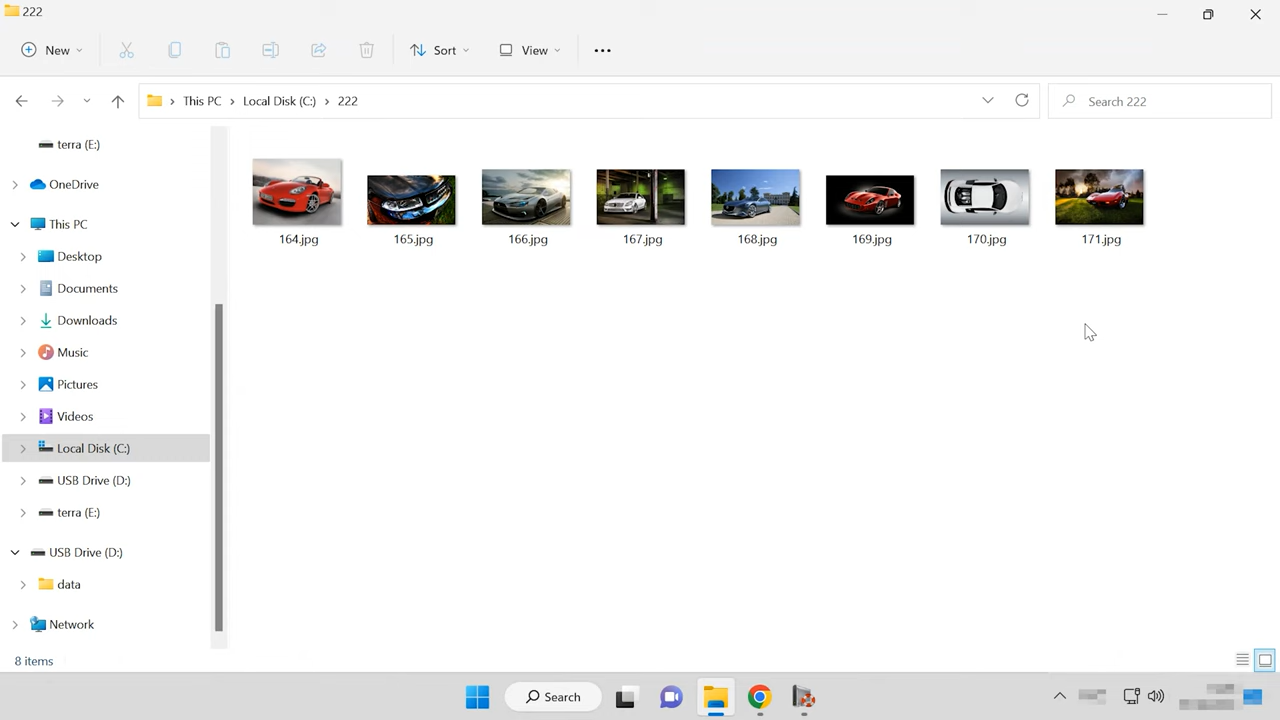 222
New
Sort
View
This PC
Local Disk (C:)
222
Search 222
terra (E:)
OneDrive
This PC
Desktop
Documents
Downloads
Music
Pictures
Videos
Local Disk (C:)
USB Drive (D:)
terra (E:)
USB Drive (D:)
data
Network
164.jpg
165.jpg
166.jpg
167.jpg
168.jpg
169.jpg
170.jpg
171.jpg
8 items
Search